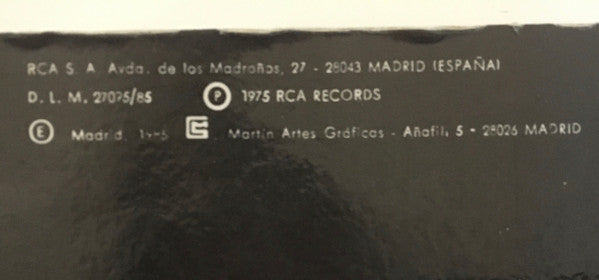 RCA S. A. Avda. de los Madroños, 27 - 28043 MADRID (ESPAÑA)
D. L. M. 27075/85 Ⓟ 1975 RCA RECORDS
Ⓔ Madrid, Martín Artes Gráficas - Añafil, 5 - 28026 MADRID